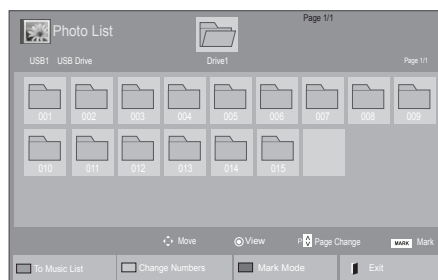 Page 1/1
Photo List
USB1 USB Drive
Drive1
Page 1/1
001 002 003 004 005 006 007 008 009
010 011 012 013 014 015
Move View P Page Change MARK Mark
To Music List Change Numbers Mark Mode Exit